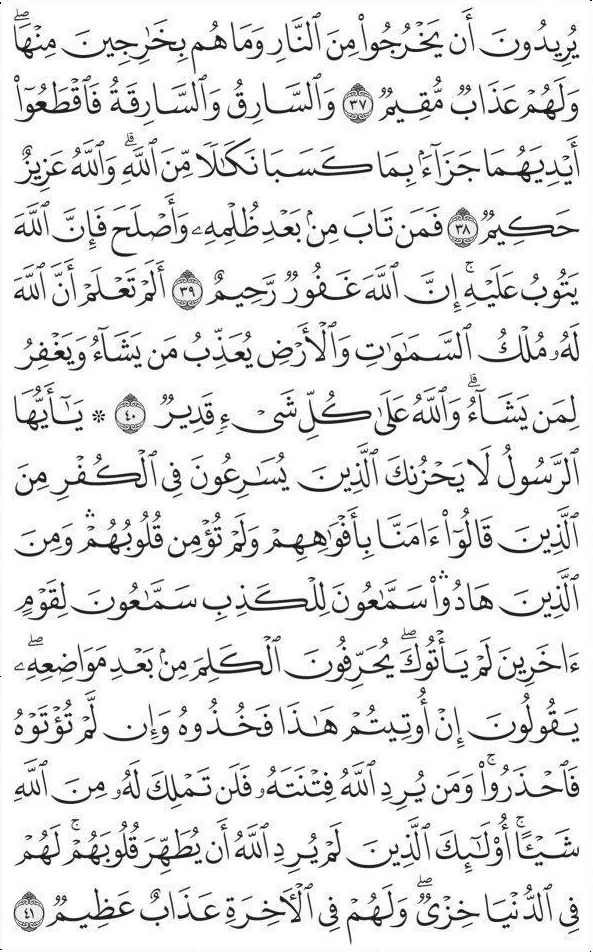 يُرِيدُونَ أَن يَخْرُجُوا۟ مِنَ ٱلنَّارِ وَمَا هُم بِخَـٰرِجِينَ مِنْهَا ۖ
وَلَهُمْ عَذَابٌ مُّقِيمٌ ٣٧ وَٱلسَّارِقُ وَٱلسَّارِقَةُ فَٱقْطَعُوٓا۟
أَيْدِيَهُمَا جَزَآءًۢ بِمَا كَسَبَا نَكَـٰلًا مِّنَ ٱللَّهِ ۗ وَٱللَّهُ عَزِيزٌ
حَكِيمٌ ٣٨ فَمَن تَابَ مِنۢ بَعْدِ ظُلْمِهِۦ وَأَصْلَحَ فَإِنَّ ٱللَّهَ
يَتُوبُ عَلَيْهِ ۚ إِنَّ ٱللَّهَ غَفُورٌ رَّحِيمٌ ٣٩ أَلَمْ تَعْلَمْ أَنَّ ٱللَّهَ
لَهُۥ مُلْكُ ٱلسَّمَـٰوَٰتِ وَٱلْأَرْضِ يُعَذِّبُ مَن يَشَآءُ وَيَغْفِرُ
لِمَن يَشَآءُ ۗ وَٱللَّهُ عَلَىٰ كُلِّ شَىْءٍ قَدِيرٌ ٤٠ * يَـٰٓأَيُّهَا
ٱلرَّسُولُ لَا يَحْزُنكَ ٱلَّذِينَ يُسَـٰرِعُونَ فِى ٱلْكُفْرِ مِنَ
ٱلَّذِينَ قَالُوٓا۟ ءَامَنَّا بِأَفْوَٰهِهِمْ وَلَمْ تُؤْمِن قُلُوبُهُمْ ۛ وَمِنَ
ٱلَّذِينَ هَادُوا۟ ۛ سَمَّـٰعُونَ لِلْكَذِبِ سَمَّـٰعُونَ لِقَوْمٍ
ءَاخَرِينَ لَمْ يَأْتُوكَ ۖ يُحَرِّفُونَ ٱلْكَلِمَ مِنۢ بَعْدِ مَوَاضِعِهِۦ ۖ
يَقُولُونَ إِنْ أُوتِيتُمْ هَـٰذَا فَخُذُوهُ وَإِن لَّمْ تُؤْتَوْهُ
فَٱحْذَرُوا۟ ۚ وَمَن يُرِدِ ٱللَّهُ فِتْنَتَهُۥ فَلَن تَمْلِكَ لَهُۥ مِنَ ٱللَّهِ
شَيْـًٔا ۚ أُو۟لَـٰٓئِكَ ٱلَّذِينَ لَمْ يُرِدِ ٱللَّهُ أَن يُطَهِّرَ قُلُوبَهُمْ ۚ لَهُمْ
فِى ٱلدُّنْيَا خِزْىٌ ۖ وَلَهُمْ فِى ٱلْـَٔاخِرَةِ عَذَابٌ عَظِيمٌ ٤١